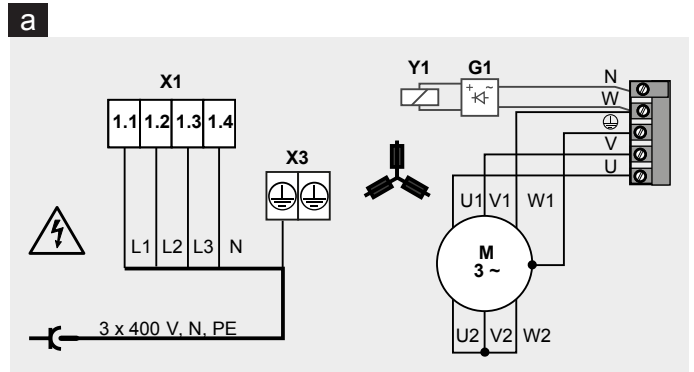 a
Y1 G1
X1
+ ~
N
W
1.1 1.2 1.3 1.4
X3
V
U
U1 V1 W1
L1 L2 L3 N
M
3 ~
3 x 400 V, N, PE
U2 V2 W2